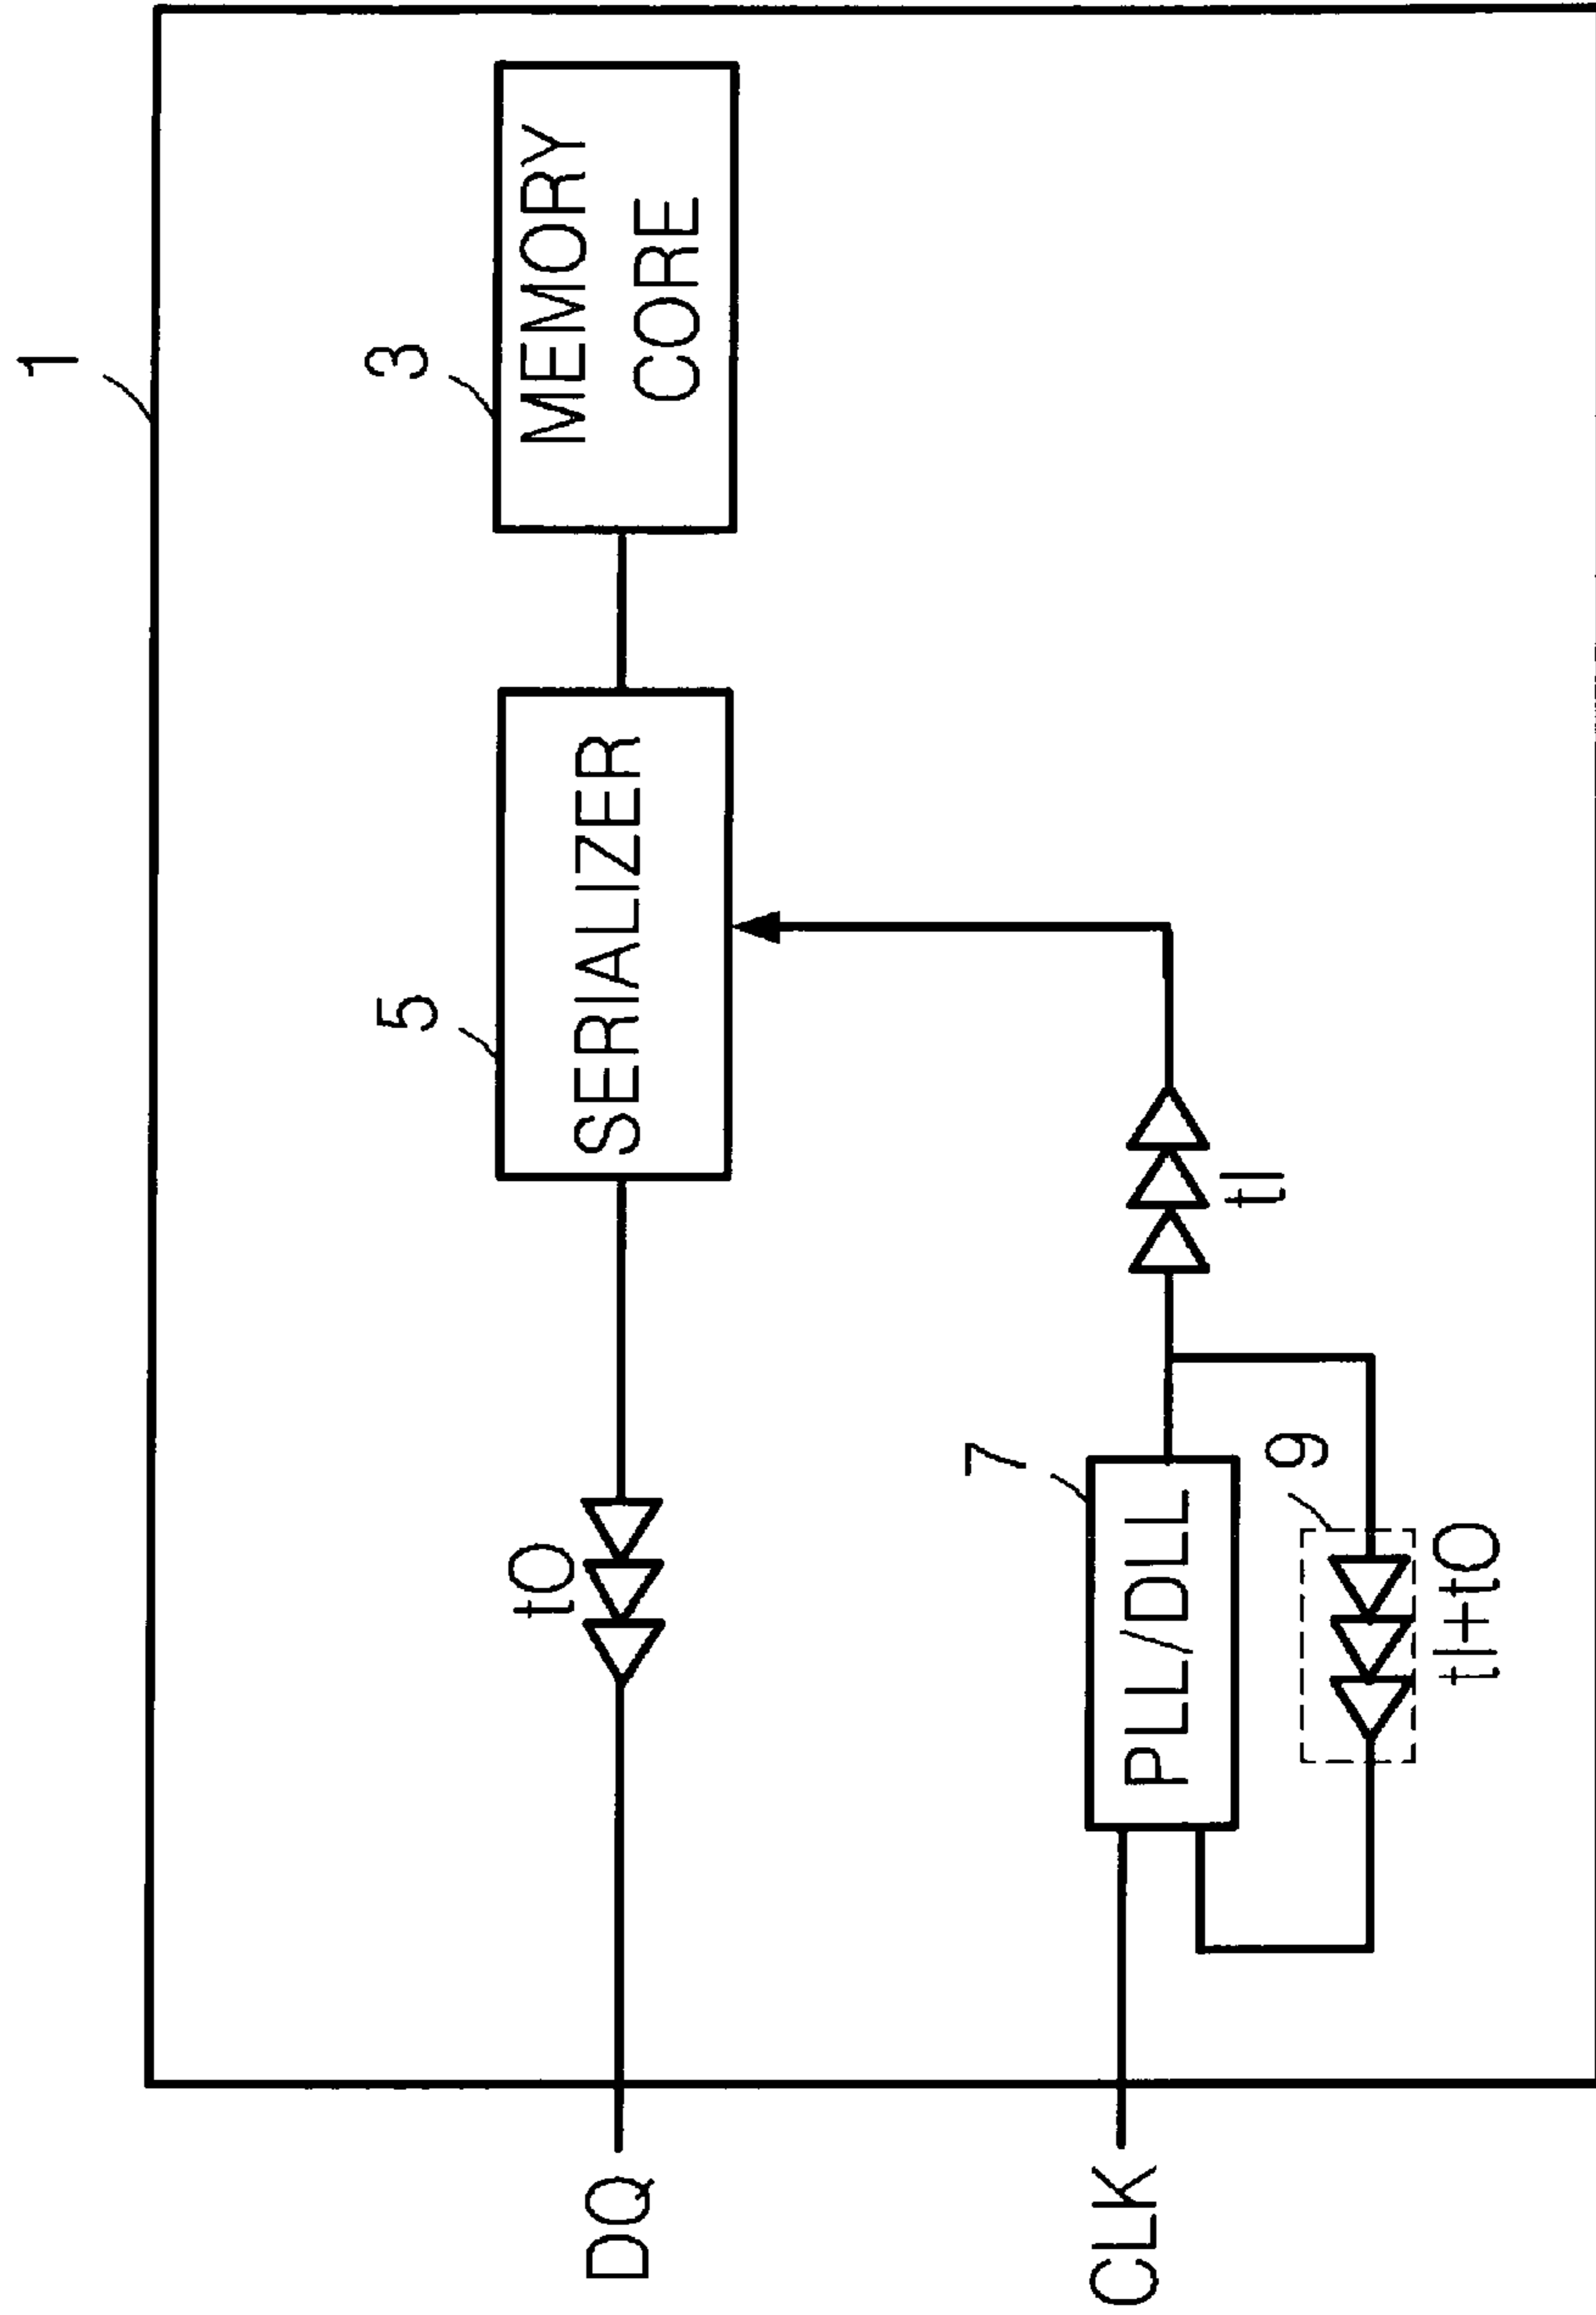 1
3
MEMORY
CORE
5
SERIALIZER
tO
DQ
tI
7
PLL/DLL
9
tI+tO
CLK